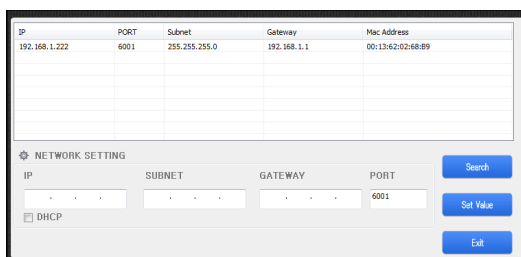 IP PORT Subnet Gateway Mac Address
192.168.1.222 6001 255.255.255.0 192.168.1.1 00:13:62:02:68:B9
NETWORK SETTING
IP SUBNET GATEWAY PORT
. . . . . . . . . 6001
DHCP
Search
Set Value
Exit